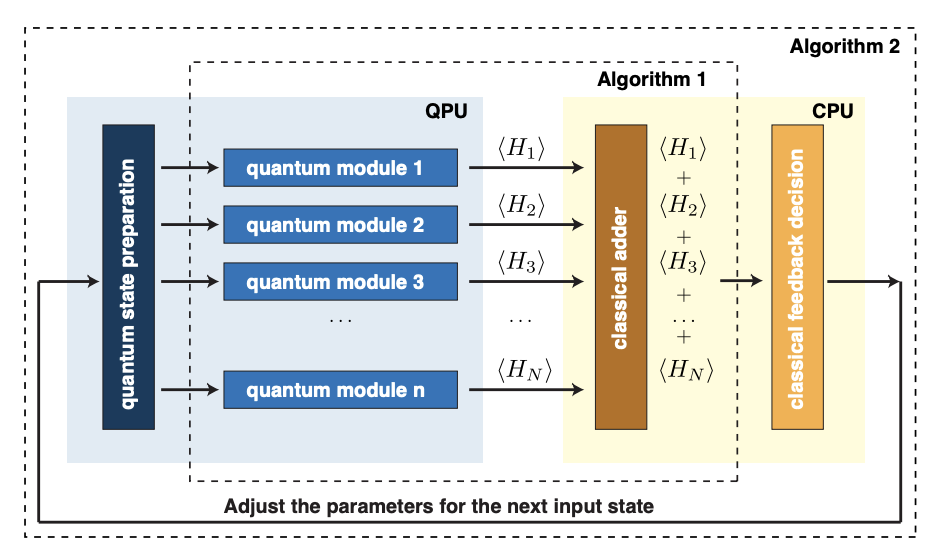 Algorithm 2
Algorithm 1
QPU
CPU
quantum state preparation
quantum module 1
quantum module 2
quantum module 3
...
quantum module n
⟨H₁⟩
⟨H₂⟩
⟨H₃⟩
...
⟨H_N⟩
classical adder
⟨H₁⟩
+
⟨H₂⟩
+
⟨H₃⟩
+
...
+
⟨H_N⟩
classical feedback decision
Adjust the parameters for the next input state